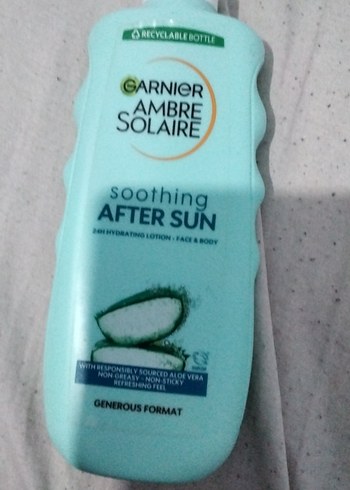 RECYCLABLE BOTTLE
GARNIER
AMBRE
SOLAIRE
soothing
AFTER SUN
24H HYDRATING LOTION - FACE & BODY
WITH RESPONSIBLY SOURCED ALOE VERA
NON GREASY - NON-STICKY
REFRESHING FEEL
GENEROUS FORMAT